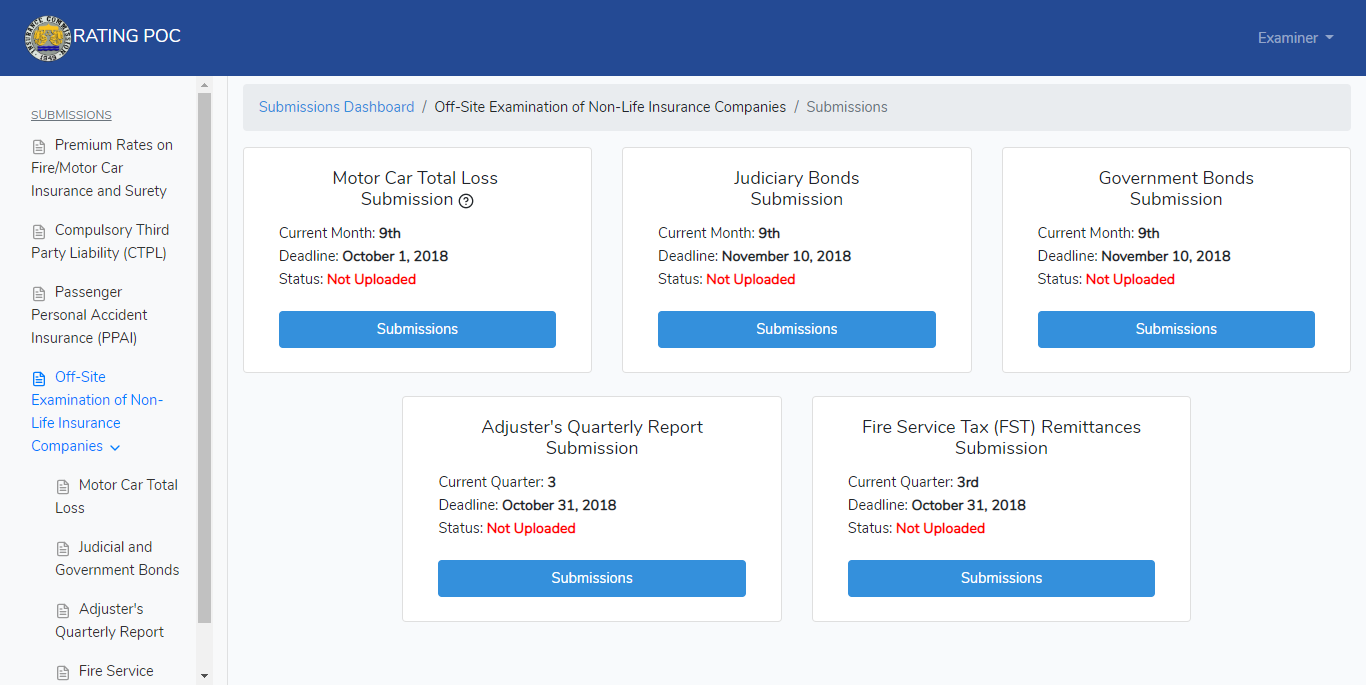 INSURANCE COMMISSION
1949
RATING POC
Examiner
SUBMISSIONS
Premium Rates on
Fire/Motor Car
Insurance and Surety
Compulsory Third
Party Liability (CTPL)
Passenger
Personal Accident
Insurance (PPAI)
Off-Site
Examination of Non-
Life Insurance
Companies
Motor Car Total
Loss
Judicial and
Government Bonds
Adjuster's
Quarterly Report
Fire Service
Submissions Dashboard / Off-Site Examination of Non-Life Insurance Companies / Submissions
Motor Car Total Loss
Submission ?
Current Month: 9th
Deadline: October 1, 2018
Status: Not Uploaded
Submissions
Judiciary Bonds
Submission
Current Month: 9th
Deadline: November 10, 2018
Status: Not Uploaded
Submissions
Government Bonds
Submission
Current Month: 9th
Deadline: November 10, 2018
Status: Not Uploaded
Submissions
Adjuster's Quarterly Report
Submission
Current Quarter: 3
Deadline: October 31, 2018
Status: Not Uploaded
Submissions
Fire Service Tax (FST) Remittances
Submission
Current Quarter: 3rd
Deadline: October 31, 2018
Status: Not Uploaded
Submissions